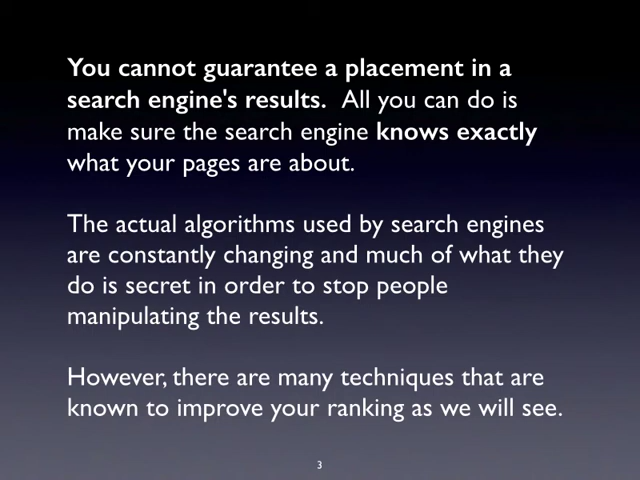 You cannot guarantee a placement in a
search engine's results.  All you can do is
make sure the search engine knows exactly
what your pages are about.
The actual algorithms used by search engines
are constantly changing and much of what they
do is secret in order to stop people
manipulating the results.
However, there are many techniques that are
known to improve your ranking as we will see.
3